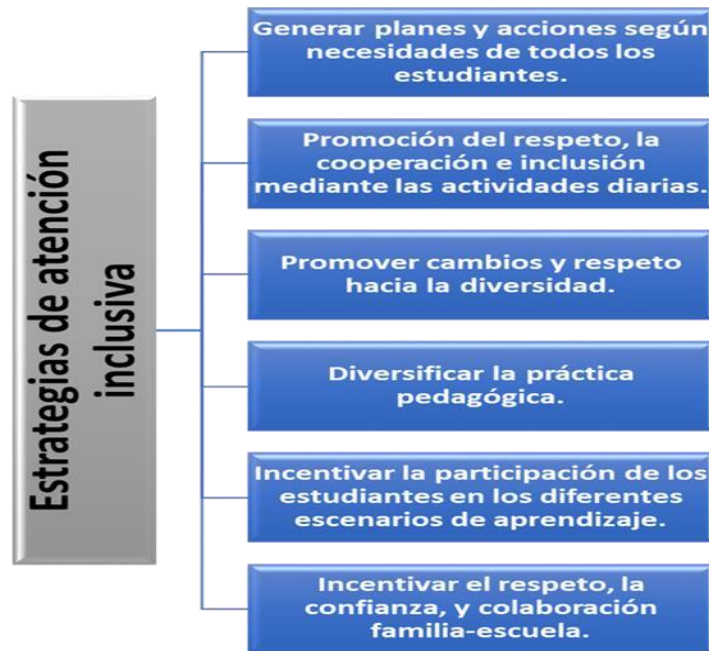 Estrategias de atención
inclusiva
Generar planes y acciones según
necesidades de todos los
estudiantes.
Promoción del respeto, la
cooperación e inclusión
mediante las actividades diarias.
Promover cambios y respeto
hacia la diversidad.
Diversificar la práctica
pedagógica.
Incentivar la participación de los
estudiantes en los diferentes
escenarios de aprendizaje.
Incentivar el respeto, la
confianza, y colaboración
familia-escuela.